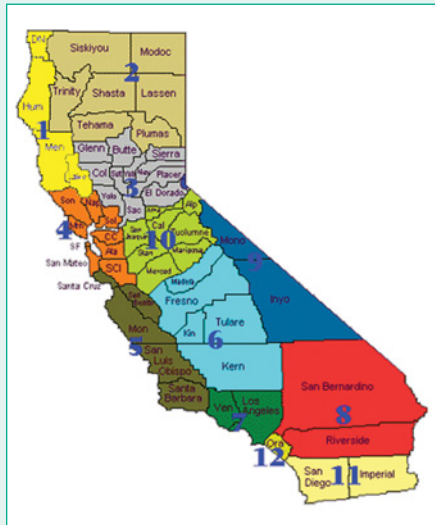 DN
Siskiyou
Modoc
2
Trinity
Shasta
Lassen
Hum
1
Tehama
Plumas
Men
Glenn
Butte
Sierra
Lake
Col
Placer
3
Yolo
El Dorado
Sac
Son
Nap
Sol
4
Mrn
Alp
SF
CC
Cal
Tuolumne
10
Mono
San Mateo
Ala
Stan
Mariposa
9
SCl
Merced
Santa Cruz
Madera
Fresno
Inyo
Mon
Kin
Tulare
5
6
San
Luis
Obispo
Kern
Santa
Barbara
San Bernardino
Ven
Los
Angeles
7
8
Ora
Riverside
12
San
Diego
11
Imperial